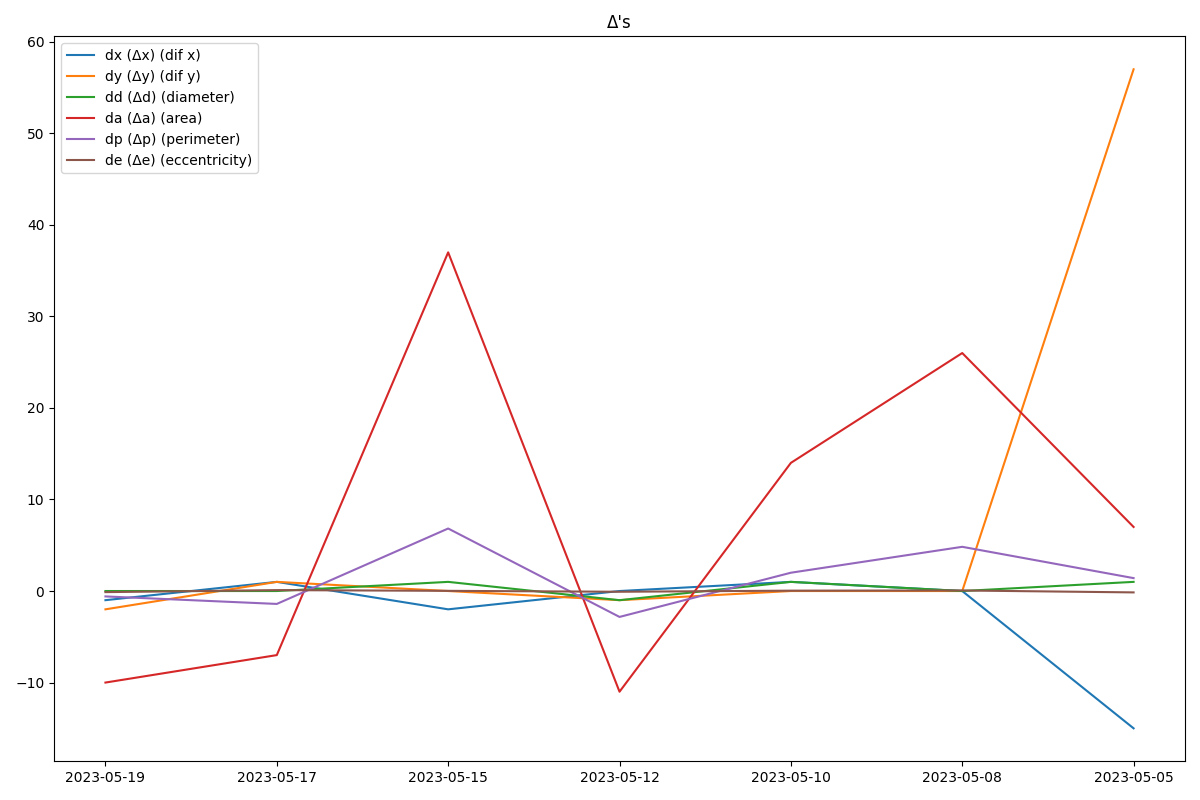 Δ's
dx (Δx) (dif x)
dy (Δy) (dif y)
dd (Δd) (diameter)
da (Δa) (area)
dp (Δp) (perimeter)
de (Δe) (eccentricity)
60
50
40
30
20
10
0
−10
2023-05-19 2023-05-17 2023-05-15 2023-05-12 2023-05-10 2023-05-08 2023-05-05